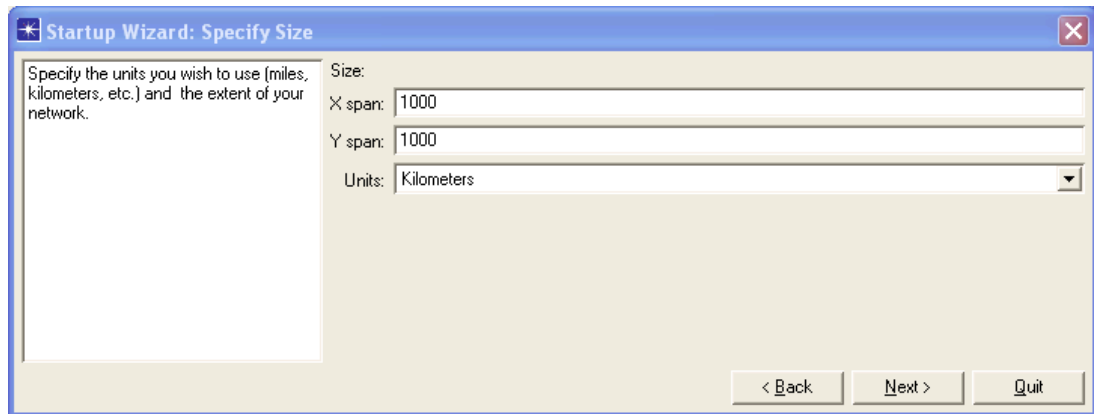 Startup Wizard: Specify Size
Specify the units you wish to use (miles,
kilometers, etc.) and  the extent of your
network.
Size:
X span: 1000
Y span: 1000
Units: Kilometers
< Back
Next >
Quit